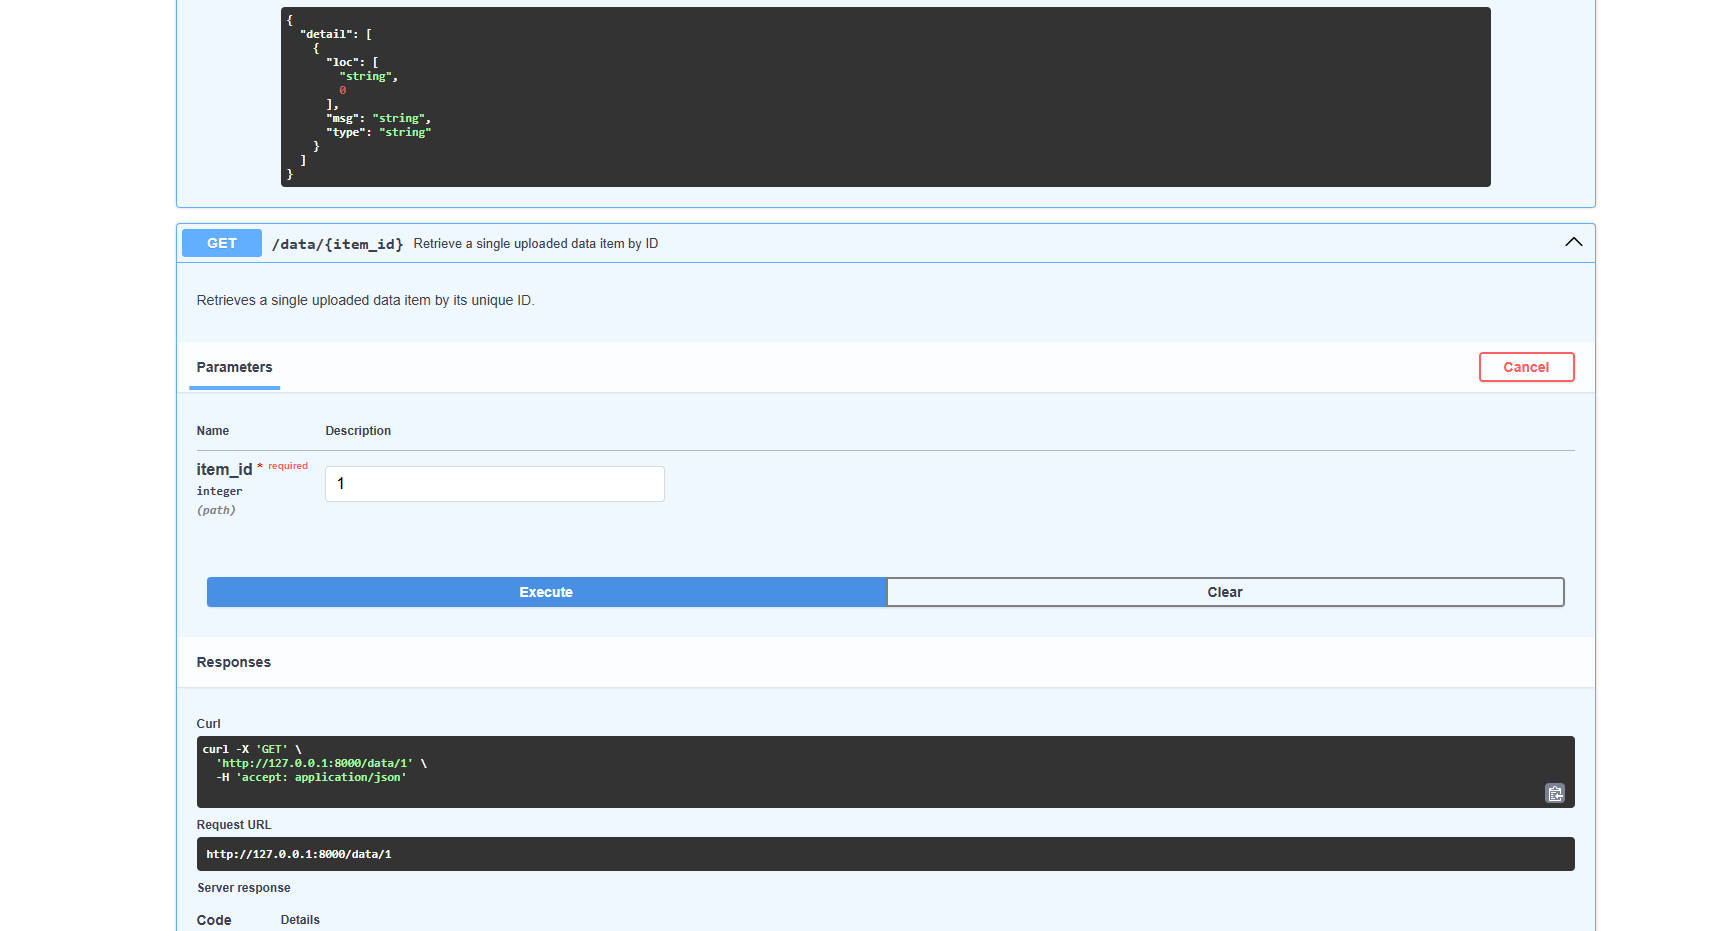 {
  "detail": [
    {
      "loc": [
        "string",
        0
      ],
      "msg": "string",
      "type": "string"
    }
  ]
}
GET /data/{item_id} Retrieve a single uploaded data item by ID
Retrieves a single uploaded data item by its unique ID.
Parameters
Cancel
Name Description
item_id * required
integer
(path)
1
Execute Clear
Responses
Curl
curl -X 'GET' \
  'http://127.0.0.1:8000/data/1' \
  -H 'accept: application/json'
Request URL
http://127.0.0.1:8000/data/1
Server response
Code Details